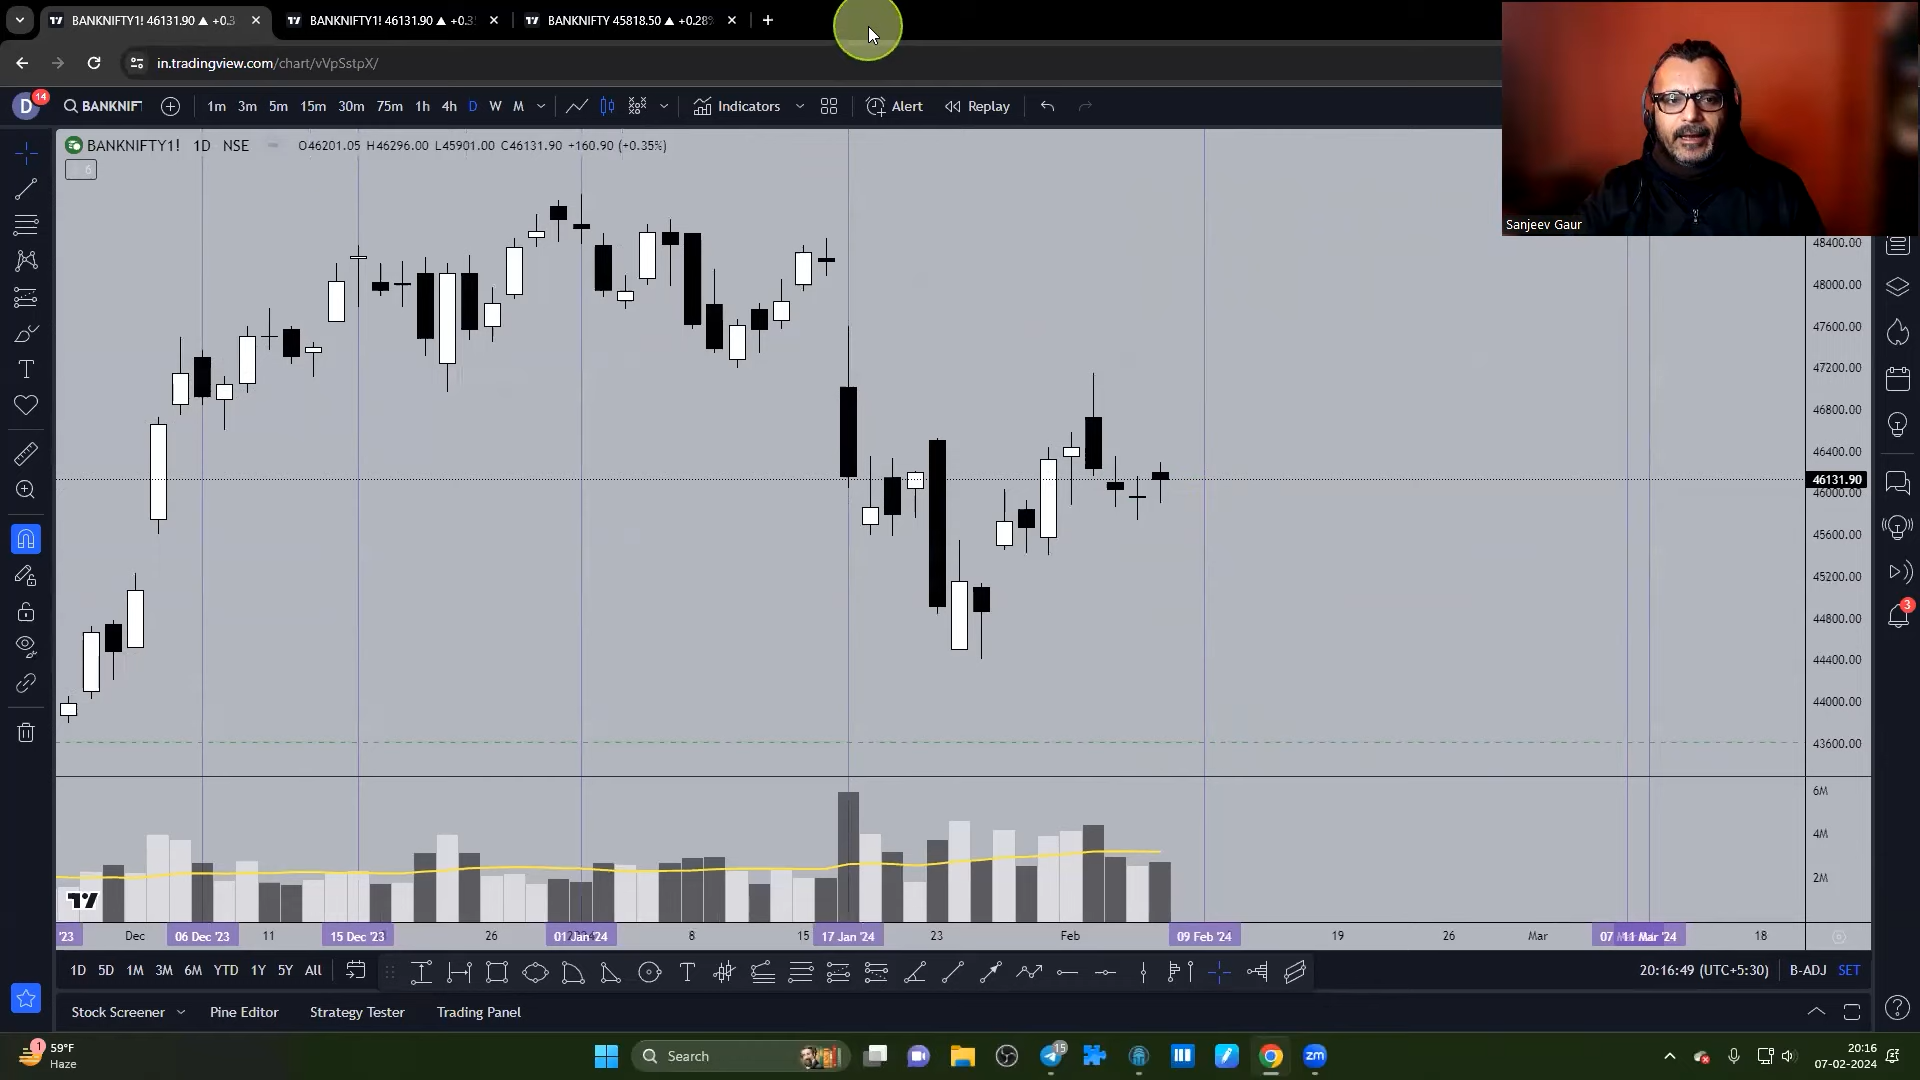 BANKNIFTY1! 46131.90 ▲ +0.3
BANKNIFTY1! 46131.90 ▲ +0.3
BANKNIFTY 45818.50 ▲ +0.28%
in.tradingview.com/chart/vVpSstpX/
D
14
BANKNIF
1m 3m 5m 15m 30m 75m 1h 4h D W M
Indicators
Alert
Replay
BANKNIFTY1! 1D NSE
O46201.05 H46296.00 L45901.00 C46131.90 +160.90 (+0.35%)
6
Sanjeev Gaur
48400.00
48000.00
47600.00
47200.00
46800.00
46400.00
46131.90
46000.00
45600.00
45200.00
44800.00
44400.00
44000.00
43600.00
6M
4M
2M
3
'23
Dec
06 Dec '23
11
15 Dec '23
26
01 Jan '24
8
15
17 Jan '24
23
Feb
09 Feb '24
19
26
Mar
07
11 Mar '24
18
1D 5D 1M 3M 6M YTD 1Y 5Y All
20:16:49 (UTC+5:30)
B-ADJ SET
Stock Screener
Pine Editor
Strategy Tester
Trading Panel
1
59°F
Haze
Search
15
zm
20:16
07-02-2024